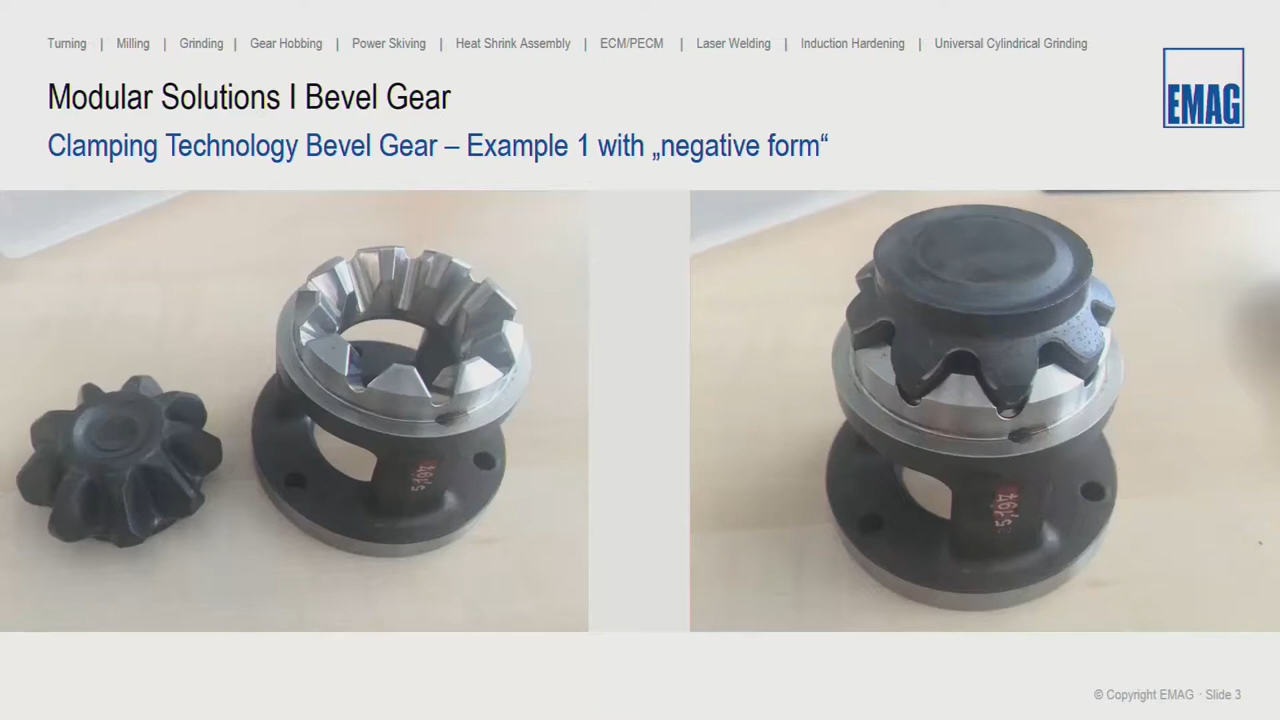 Turning | Milling | Grinding | Gear Hobbing | Power Skiving | Heat Shrink Assembly | ECM/PECM | Laser Welding | Induction Hardening | Universal Cylindrical Grinding
EMAG
Modular Solutions I Bevel Gear
Clamping Technology Bevel Gear – Example 1 with „negative form“
© Copyright EMAG · Slide 3